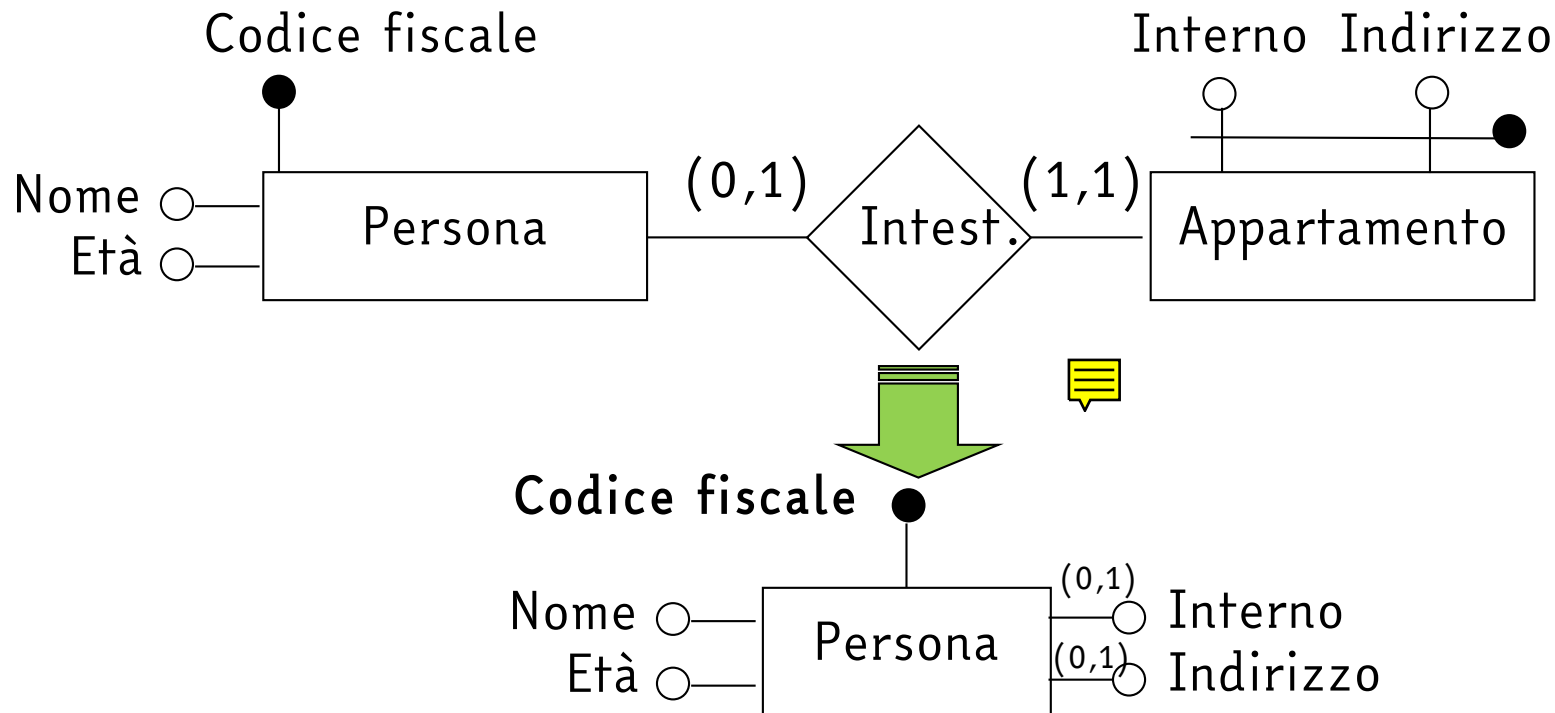 Codice fiscale
Interno Indirizzo
Nome
Età
Persona
(0,1)
Intest.
(1,1)
Appartamento
Codice fiscale
Nome
Età
Persona
(0,1)
Interno
(0,1)
Indirizzo